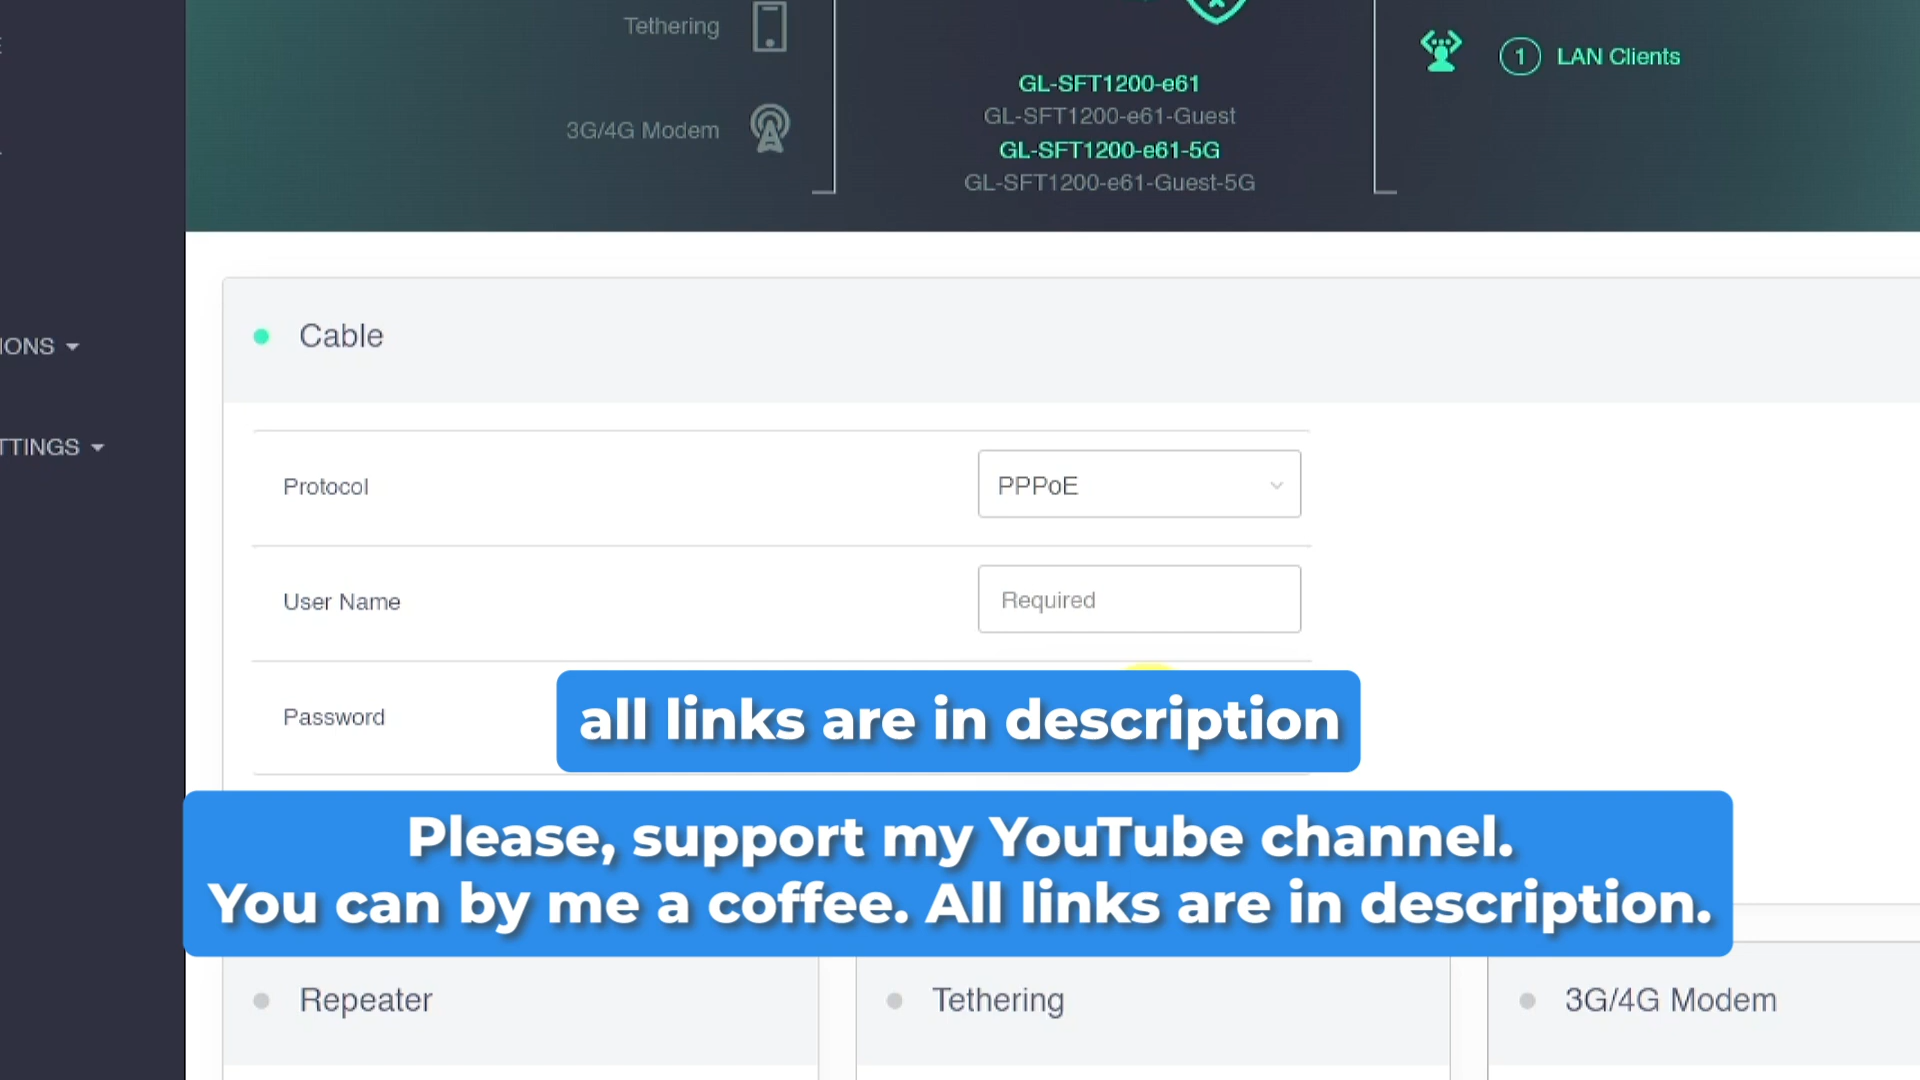 Tethering
3G/4G Modem
GL-SFT1200-e61
GL-SFT1200-e61-Guest
GL-SFT1200-e61-5G
GL-SFT1200-e61-Guest-5G
1 LAN Clients
IONS
TTINGS
Cable
Protocol
PPPoE
User Name
Required
Password
all links are in description
Please, support my YouTube channel.
You can by me a coffee. All links are in description.
Repeater
Tethering
3G/4G Modem